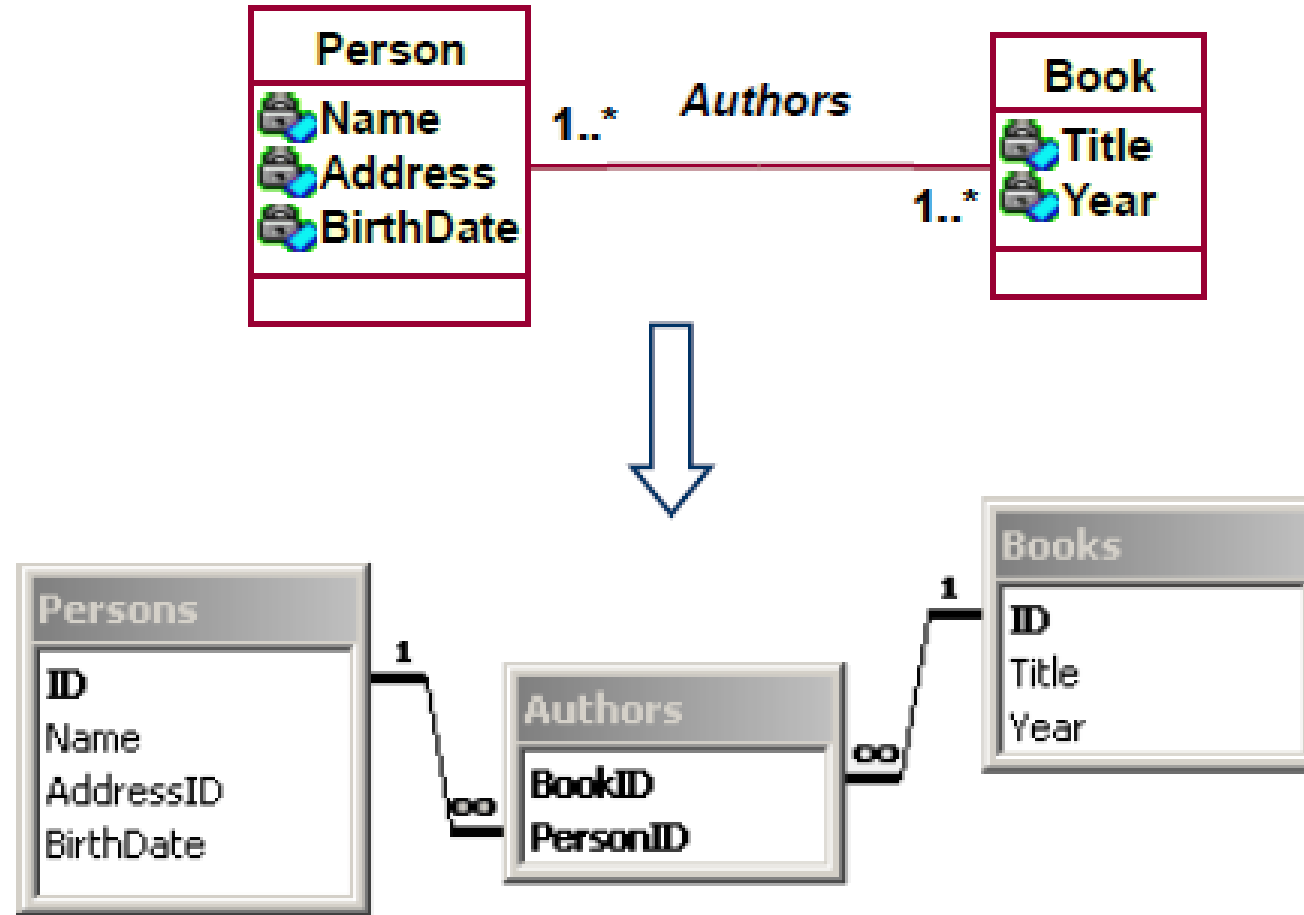 Person
Name
Address
BirthDate
1..*
Authors
1..*
Book
Title
Year
Persons
ID
Name
AddressID
BirthDate
1
∞
Authors
BookID
PersonID
∞
1
Books
ID
Title
Year